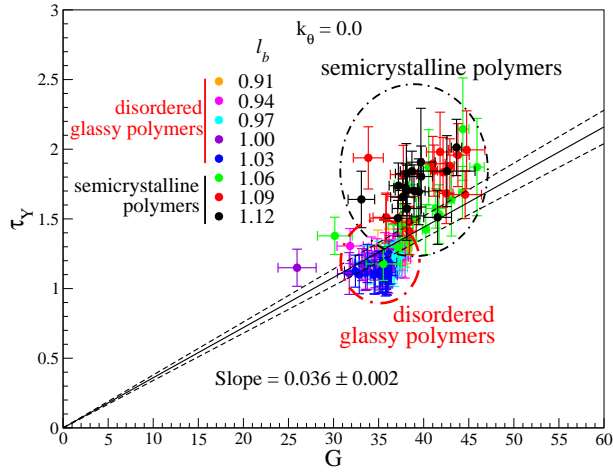 k_θ = 0.0
l_b
semicrystalline polymers
disordered
glassy polymers
semicrystalline
polymers
0.91
0.94
0.97
1.00
1.03
1.06
1.09
1.12
disordered
glassy polymers
Slope = 0.036 ± 0.002
τ_Y
3
2.5
2
1.5
1
0.5
0
0 5 10 15 20 25 30 35 40 45 50 55 60
G